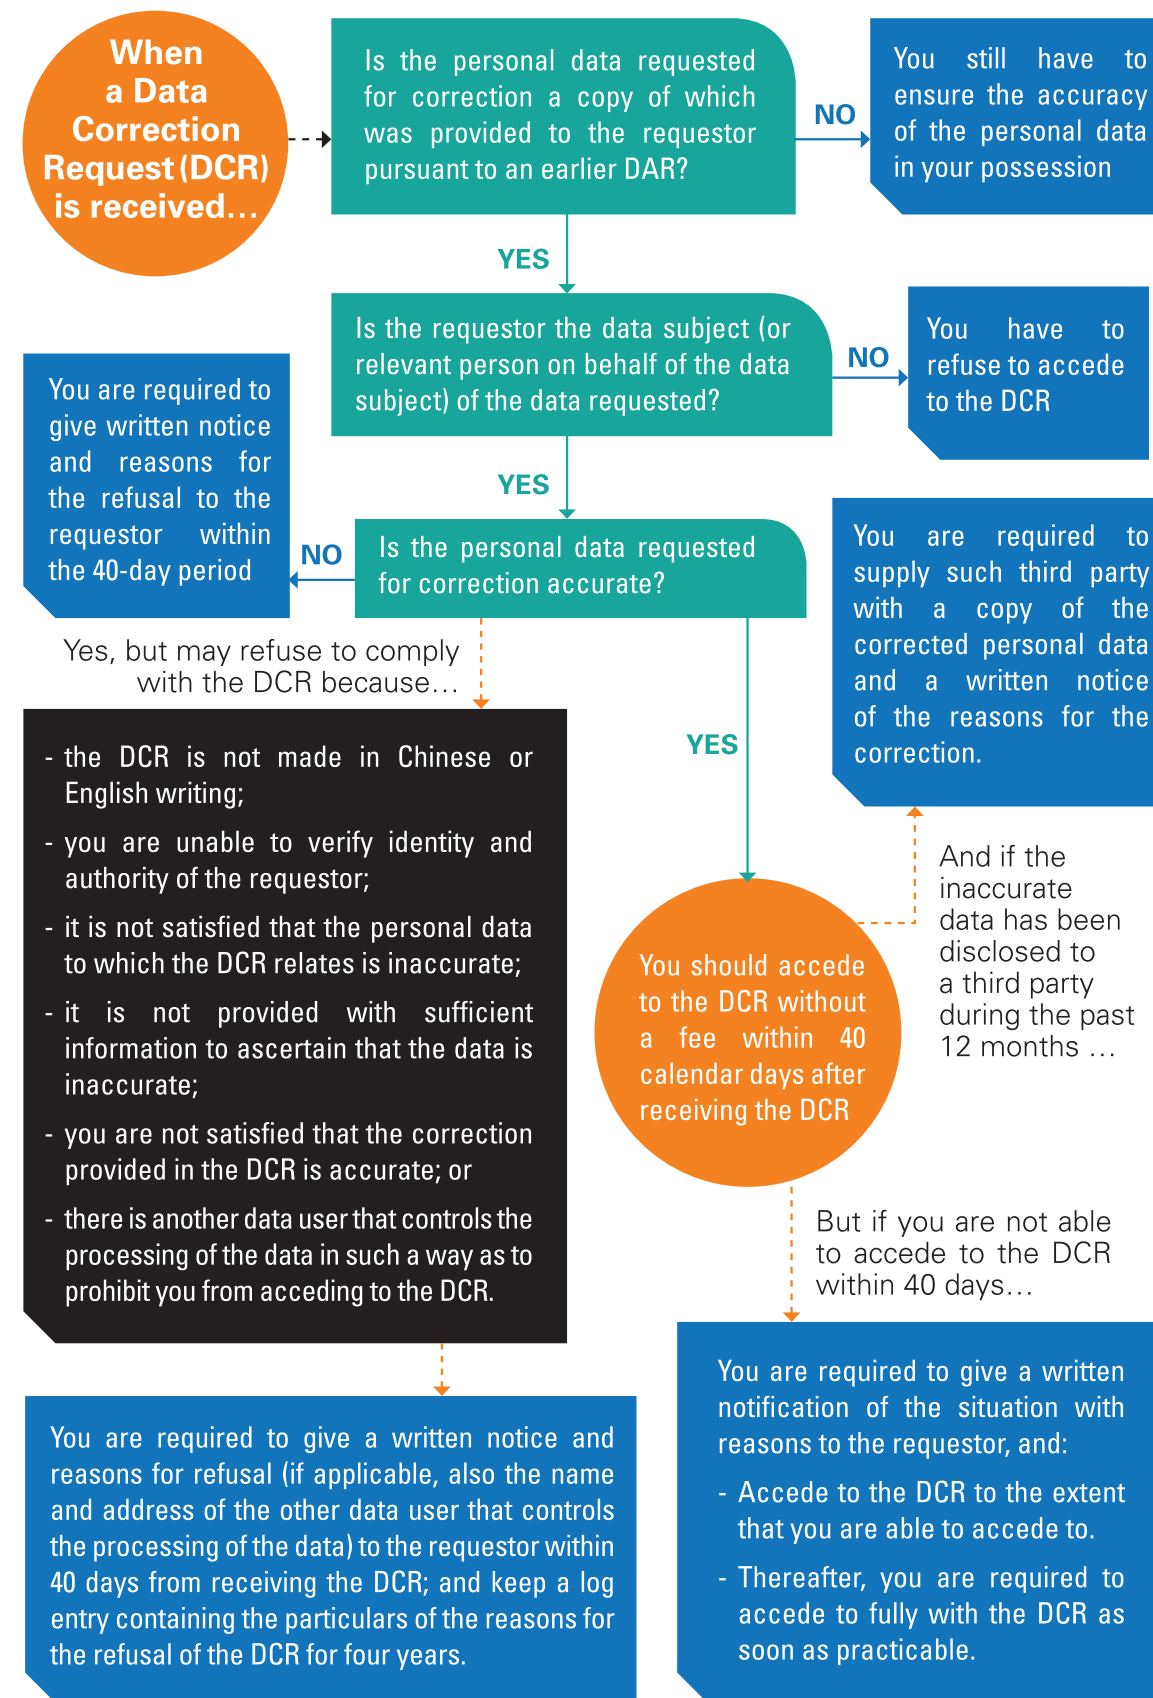 When
a Data
Correction
Request (DCR)
is received...
Is the personal data requested
for correction a copy of which
was provided to the requestor
pursuant to an earlier DAR?
NO
You still have to
ensure the accuracy
of the personal data
in your possession
YES
Is the requestor the data subject (or
relevant person on behalf of the data
subject) of the data requested?
NO
You have to
refuse to accede
to the DCR
YES
Is the personal data requested
for correction accurate?
NO
You are required to
give written notice
and reasons for
the refusal to the
requestor within
the 40-day period
Yes, but may refuse to comply
with the DCR because...
- the DCR is not made in Chinese or
English writing;
- you are unable to verify identity and
authority of the requestor;
- it is not satisfied that the personal data
to which the DCR relates is inaccurate;
- it is not provided with sufficient
information to ascertain that the data is
inaccurate;
- you are not satisfied that the correction
provided in the DCR is accurate; or
- there is another data user that controls the
processing of the data in such a way as to
prohibit you from acceding to the DCR.
You are required to give a written notice and
reasons for refusal (if applicable, also the name
and address of the other data user that controls
the processing of the data) to the requestor within
40 days from receiving the DCR; and keep a log
entry containing the particulars of the reasons for
the refusal of the DCR for four years.
YES
You should accede
to the DCR without
a fee within 40
calendar days after
receiving the DCR
And if the
inaccurate
data has been
disclosed to
a third party
during the past
12 months ...
You are required to
supply such third party
with a copy of the
corrected personal data
and a written notice
of the reasons for the
correction.
But if you are not able
to accede to the DCR
within 40 days...
You are required to give a written
notification of the situation with
reasons to the requestor, and:
- Accede to the DCR to the extent
that you are able to accede to.
- Thereafter, you are required to
accede to fully with the DCR as
soon as practicable.